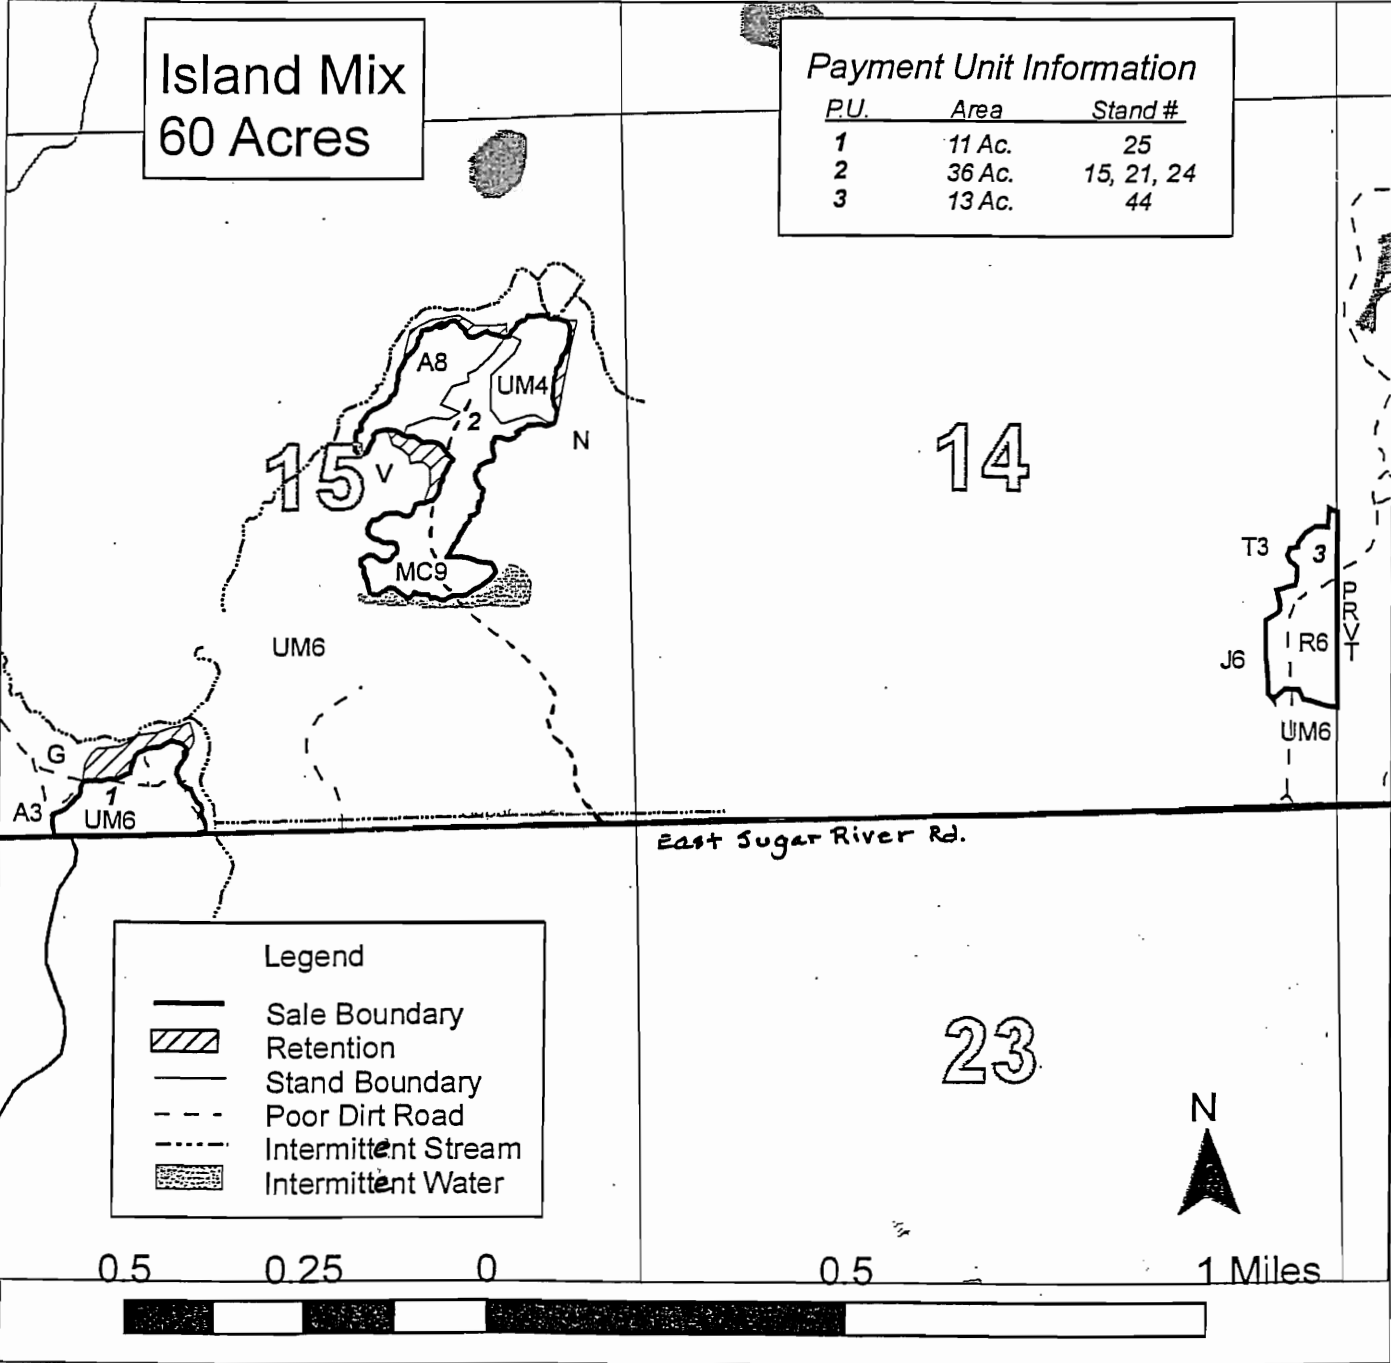 Island Mix
60 Acres
Payment Unit Information
P.U. Area Stand #
1 11 Ac. 25
2 36 Ac. 15, 21, 24
3 13 Ac. 44
A8
UM4
2
N
15
V
14
MC9
T3
3
PRVT
R6
J6
UM6
UM6
G
1
A3
UM6
East Sugar River Rd.
23
Legend
Sale Boundary
Retention
Stand Boundary
Poor Dirt Road
Intermittent Stream
Intermittent Water
N
0.5 0.25 0 0.5 1 Miles